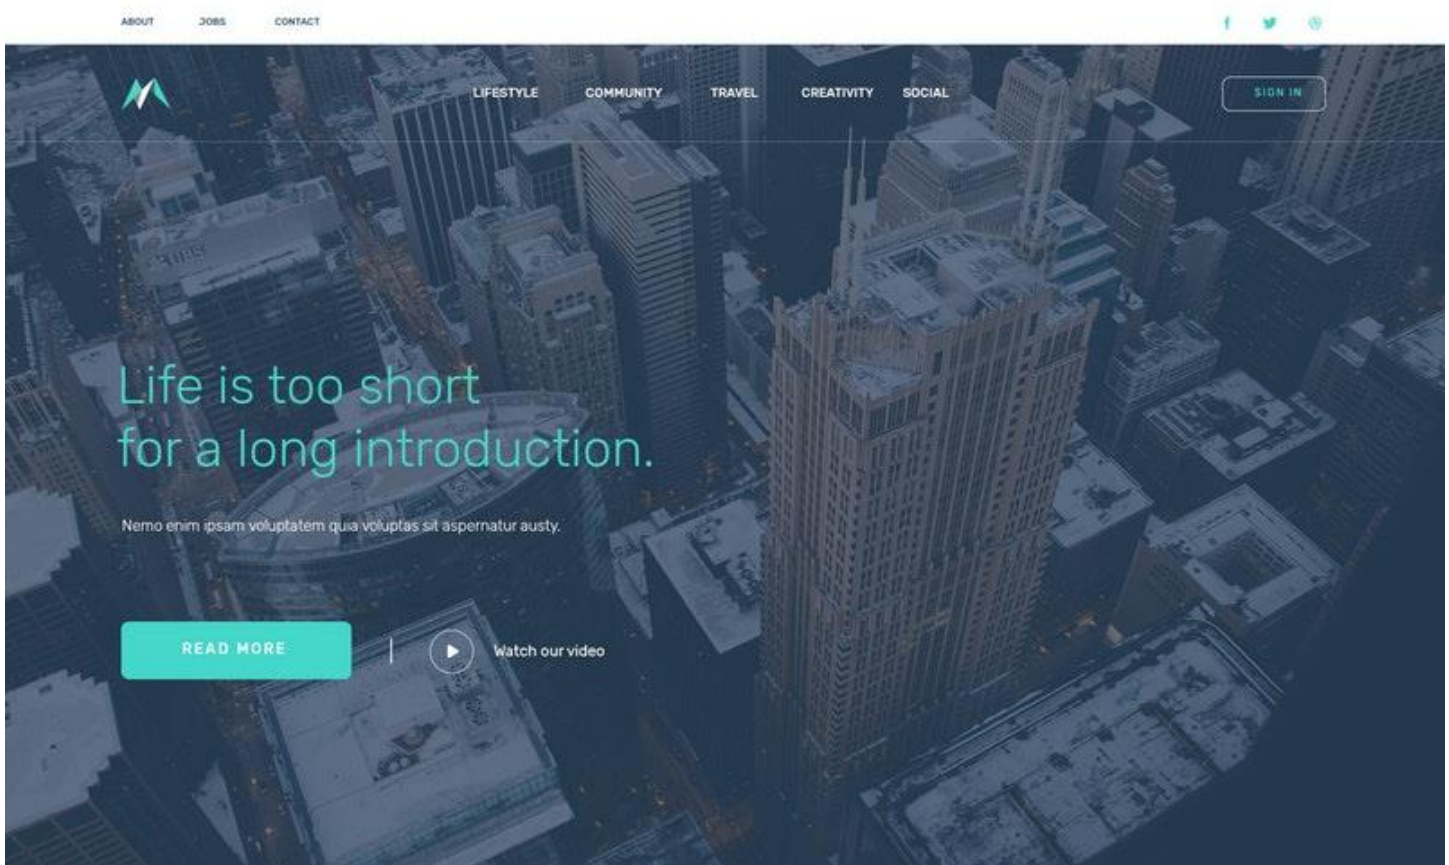 ABOUT JOBS CONTACT
LIFESTYLE COMMUNITY TRAVEL CREATIVITY SOCIAL SIGN IN
Life is too short
for a long introduction.
Nemo enim ipsam voluptatem quia voluptas sit aspernatur austy.
READ MORE Watch our video